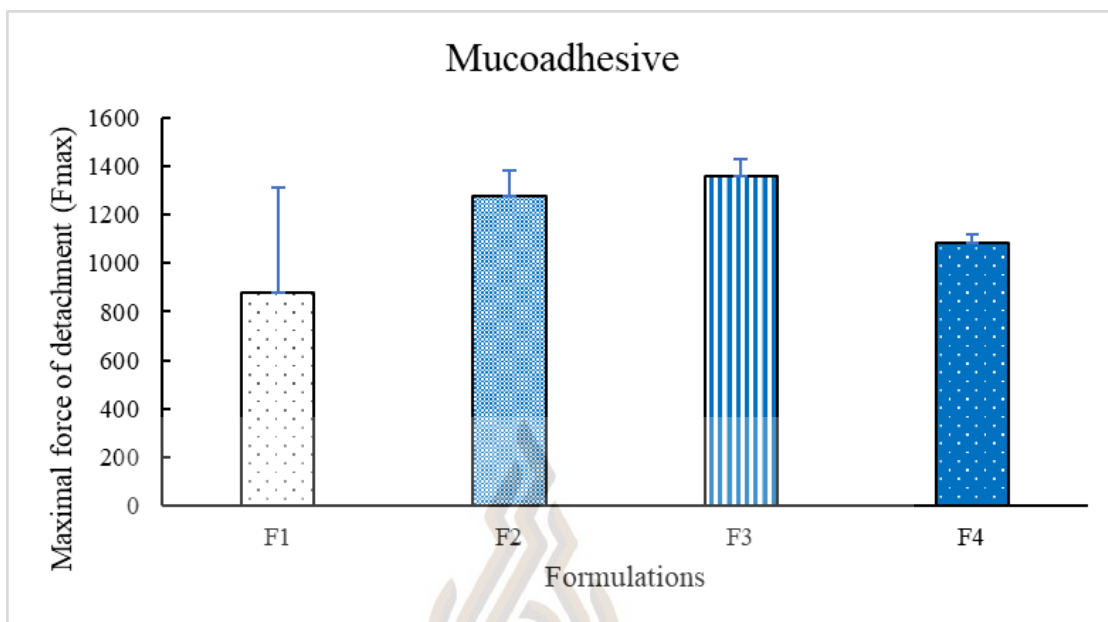 Mucoadhesive
Maximal force of detachment (Fmax)
1600
1400
1200
1000
800
600
400
200
0
F1 F2 F3 F4
Formulations